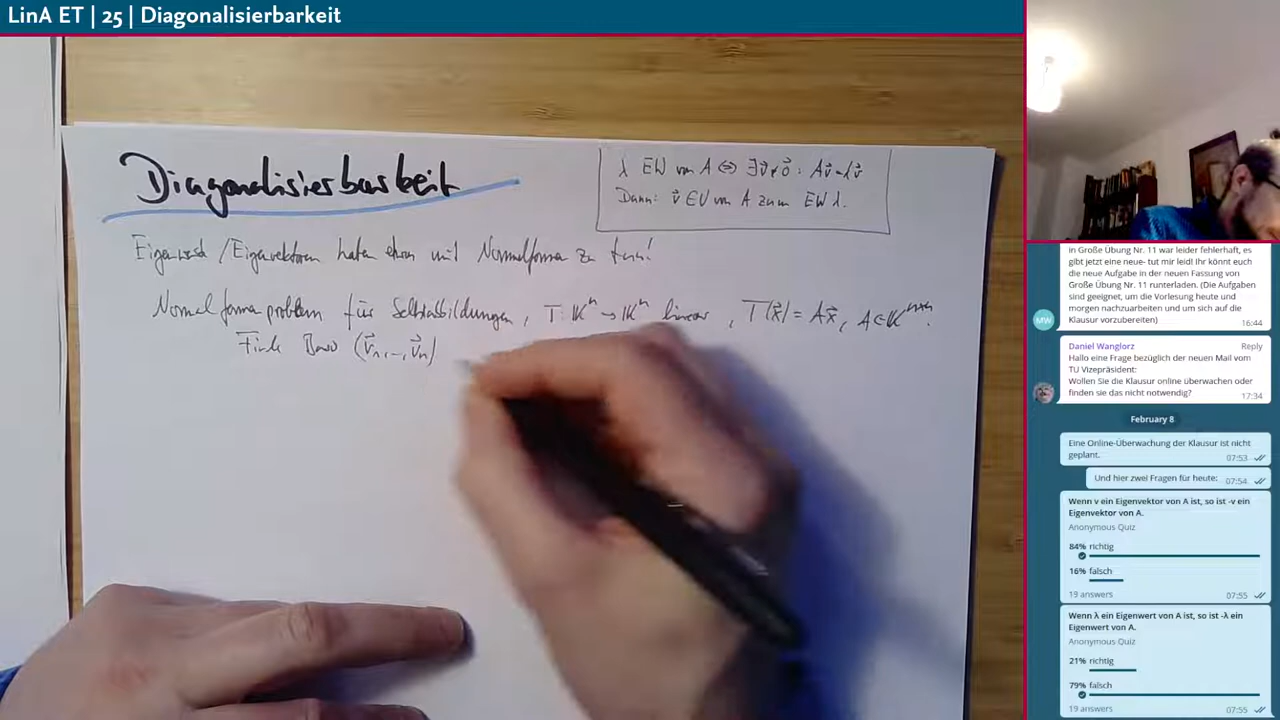 LinA ET | 25 | Diagonalisierbarkeit
Diagonalisierbarkeit
λ EW von A ⇔ ∃v⃗≠0⃗: Av⃗=λv⃗
Dann: v⃗ EV von A zum EW λ.
/Eigenvektoren haben mit Normalformen zu tun!
Normalformenproblem für Selbstabbildungen, T: 𝕂ⁿ→𝕂ⁿ linear, T(x⃗)=Ax⃗, A∈𝕂ⁿˣⁿ.
Finde Basis (v⃗₁,…,v⃗ₙ)
in Große Übung Nr. 11 war leider fehlerhaft, es
gibt jetzt eine neue- tut mir leid! Ihr könnt euch
die neue Aufgabe in der neuen Fassung von
Große Übung Nr. 11 runterladen. (Die Aufgaben
sind geeignet, um die Vorlesung heute und
morgen nachzuarbeiten und um sich auf die
Klausur vorzubereiten)
MW
16:44
Daniel Wanglorz Reply
Hallo eine Frage bezüglich der neuen Mail vom
TU Vizepräsident:
Wollen Sie die Klausur online überwachen oder
finden sie das nicht notwendig?
17:34
February 8
Eine Online-Überwachung der Klausur ist nicht
geplant.
07:53
Und hier zwei Fragen für heute: 07:54
Wenn v ein Eigenvektor von A ist, so ist -v ein
Eigenvektor von A.
Anonymous Quiz
84% richtig
16% falsch
19 answers 07:55
Wenn λ ein Eigenwert von A ist, so ist -λ ein
Eigenwert von A.
Anonymous Quiz
21% richtig
79% falsch
19 answers 07:55